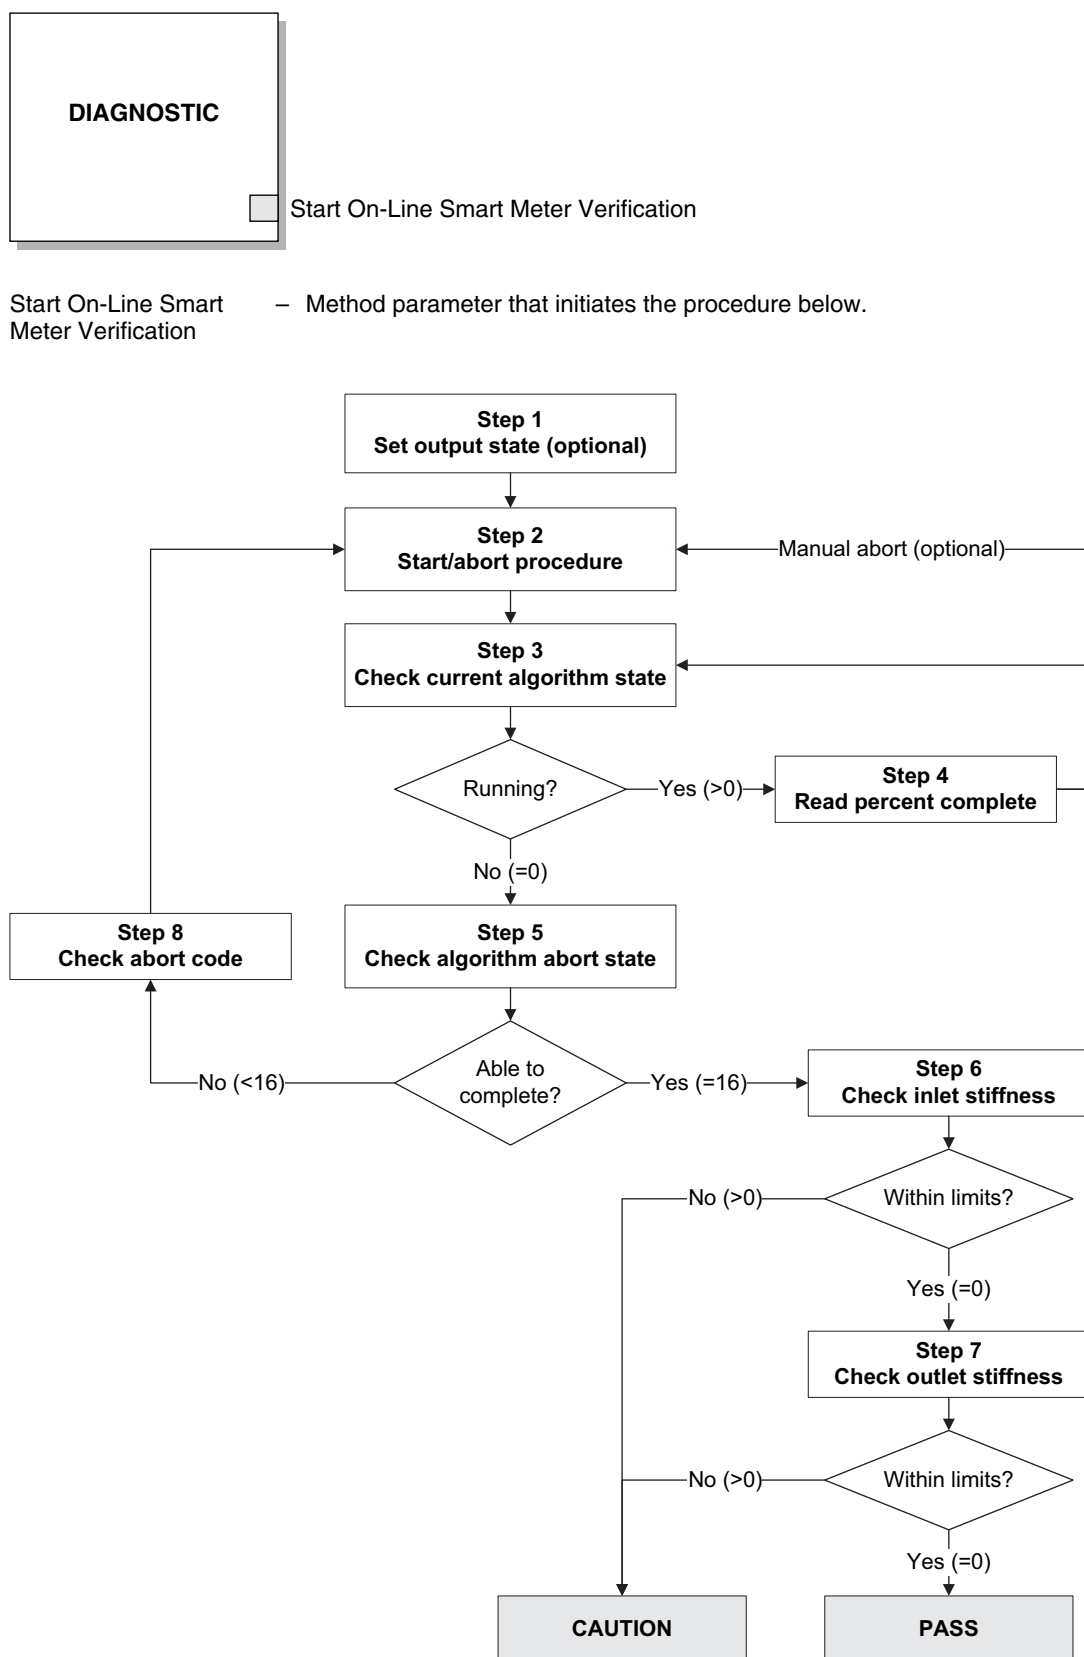 DIAGNOSTIC
Start On-Line Smart Meter Verification
Start On-Line Smart – Method parameter that initiates the procedure below.
Meter Verification
Step 1
Set output state (optional)
Step 2
Start/abort procedure
Manual abort (optional)
Step 3
Check current algorithm state
Running?
Yes (>0)
Step 4
Read percent complete
No (=0)
Step 8
Check abort code
Step 5
Check algorithm abort state
No (<16)
Able to
complete?
Yes (=16)
Step 6
Check inlet stiffness
No (>0)
Within limits?
Yes (=0)
Step 7
Check outlet stiffness
No (>0)
Within limits?
Yes (=0)
CAUTION
PASS